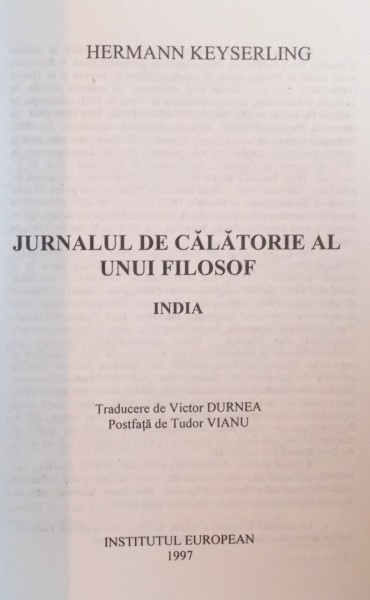 HERMANN KEYSERLING
JURNALUL DE CĂLĂTORIE AL
UNUI FILOSOF
INDIA
Traducere de Victor DURNEA
Postfață de Tudor VIANU
INSTITUTUL EUROPEAN
1997